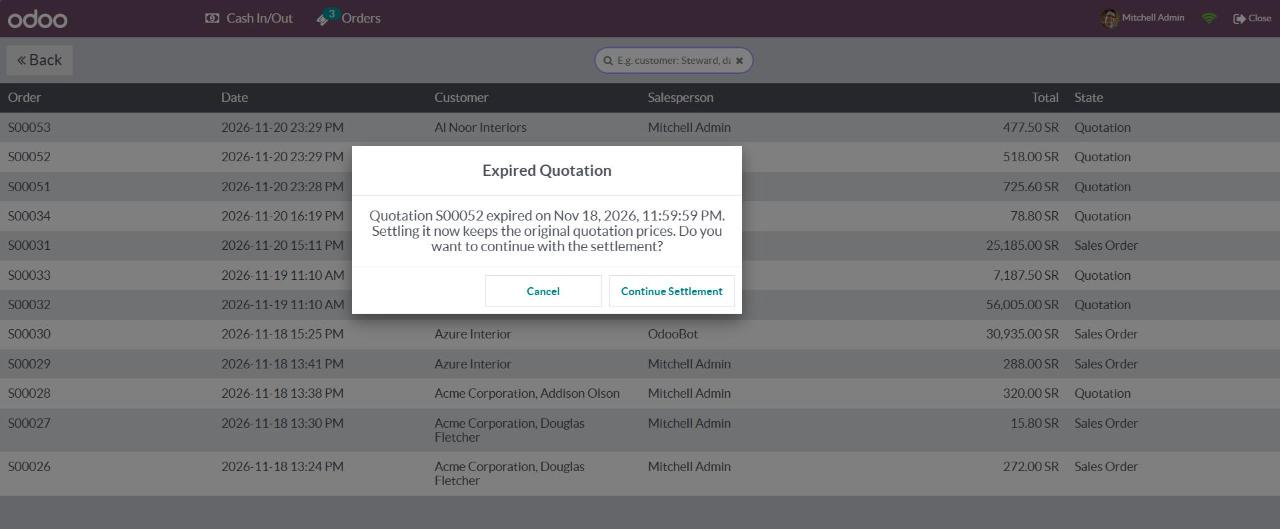 odoo Cash In/Out 3 Orders Mitchell Admin Close
« Back E.g. customer: Steward, d
Order Date Customer Salesperson Total State
S00053 2026-11-20 23:29 PM Al Noor Interiors Mitchell Admin 477.50 SR Quotation
S00052 2026-11-20 23:29 PM 518.00 SR Quotation
S00051 2026-11-20 23:28 PM 725.60 SR Quotation
S00034 2026-11-20 16:19 PM 78.80 SR Quotation
S00031 2026-11-20 15:11 PM 25,185.00 SR Sales Order
S00033 2026-11-19 11:10 AM 7,187.50 SR Quotation
S00032 2026-11-19 11:10 AM 56,005.00 SR Quotation
Expired Quotation
Quotation S00052 expired on Nov 18, 2026, 11:59:59 PM.
Settling it now keeps the original quotation prices. Do you
want to continue with the settlement?
Cancel Continue Settlement
S00030 2026-11-18 15:25 PM Azure Interior OdooBot 30,935.00 SR Sales Order
S00029 2026-11-18 13:41 PM Azure Interior Mitchell Admin 288.00 SR Sales Order
S00028 2026-11-18 13:38 PM Acme Corporation, Addison Olson Mitchell Admin 320.00 SR Quotation
S00027 2026-11-18 13:30 PM Acme Corporation, Douglas Mitchell Admin 15.80 SR Sales Order
Fletcher
S00026 2026-11-18 13:24 PM Acme Corporation, Douglas Mitchell Admin 272.00 SR Sales Order
Fletcher